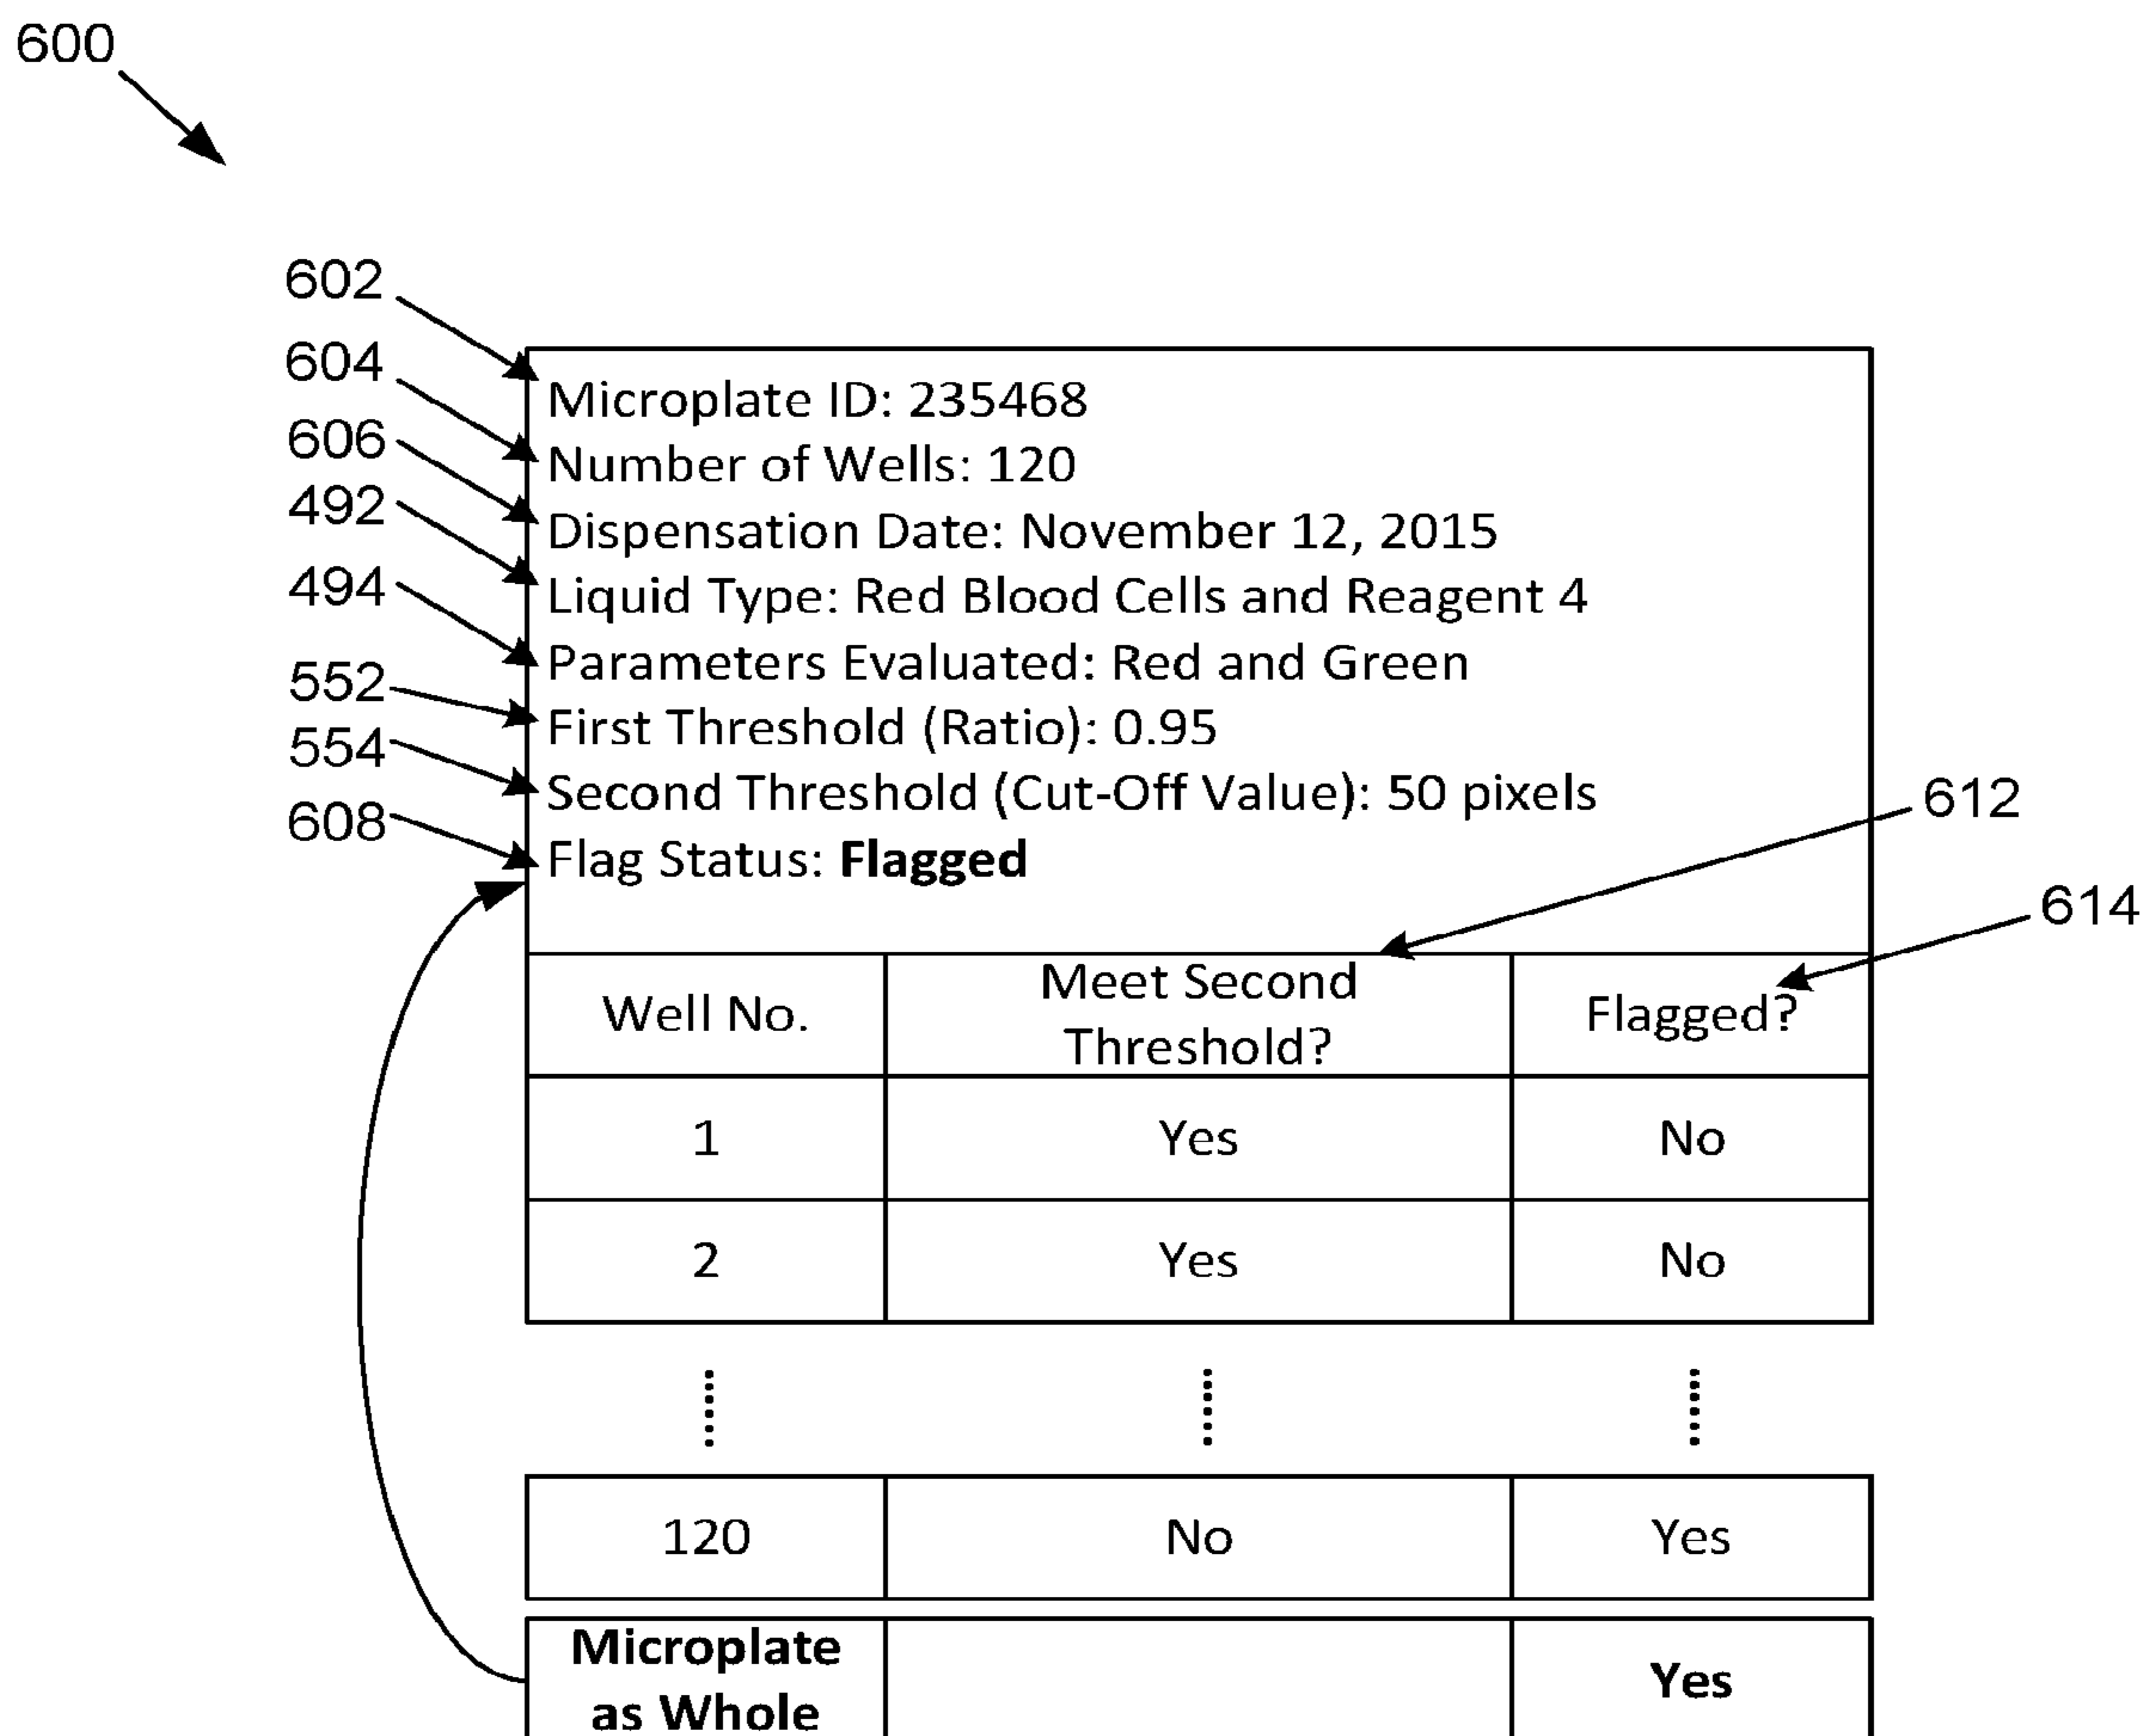 600
602
604
606
492
494
552
554
608
Microplate ID: 235468
Number of Wells: 120
Dispensation Date: November 12, 2015
Liquid Type: Red Blood Cells and Reagent 4
Parameters Evaluated: Red and Green
First Threshold (Ratio): 0.95
Second Threshold (Cut-Off Value): 50 pixels
Flag Status: Flagged
612
614
Well No.
Meet Second
Threshold?
Flagged?
1
Yes
No
2
Yes
No
120
No
Yes
Microplate
as Whole
Yes